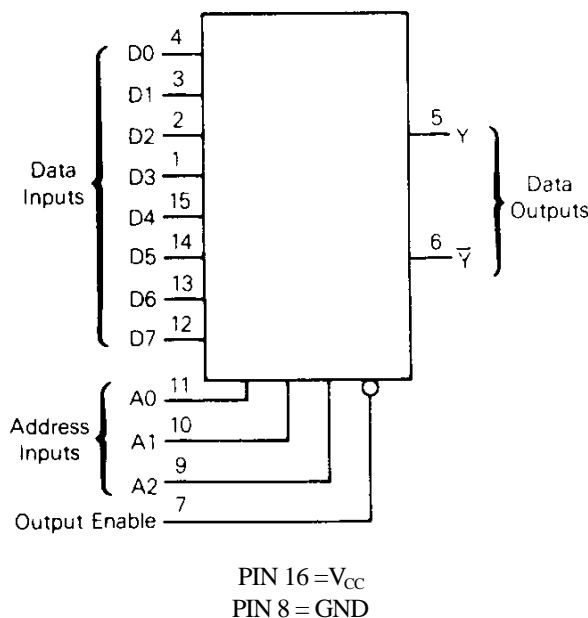 D0 4
D1 3
D2 2
D3 1
D4 15
D5 14
D6 13
D7 12
Data
Inputs
5 Y
6 Y̅
Data
Outputs
A0 11
A1 10
A2 9
Address
Inputs
Output Enable 7
PIN 16 =VCC
PIN 8 = GND